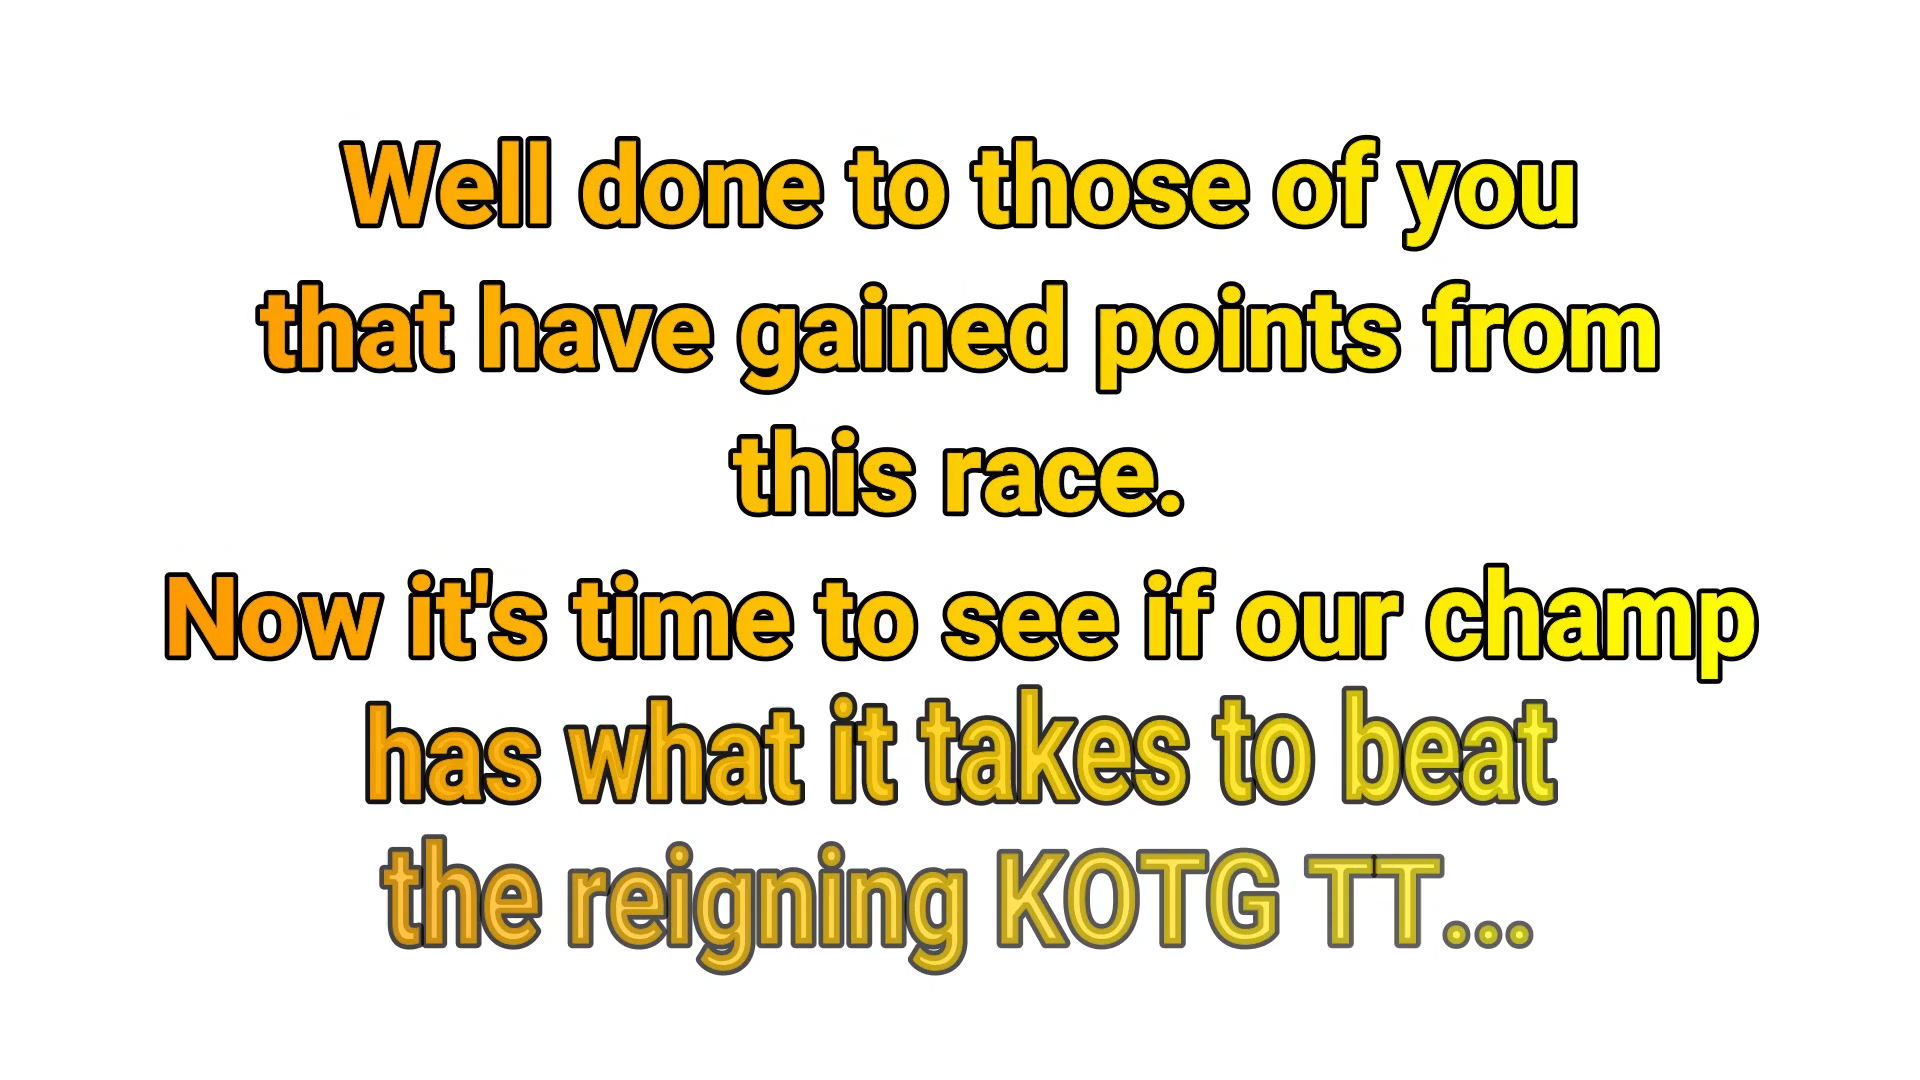 Well done to those of you
that have gained points from
this race.
Now it's time to see if our champ
has what it takes to beat
the reigning KOTG TT...